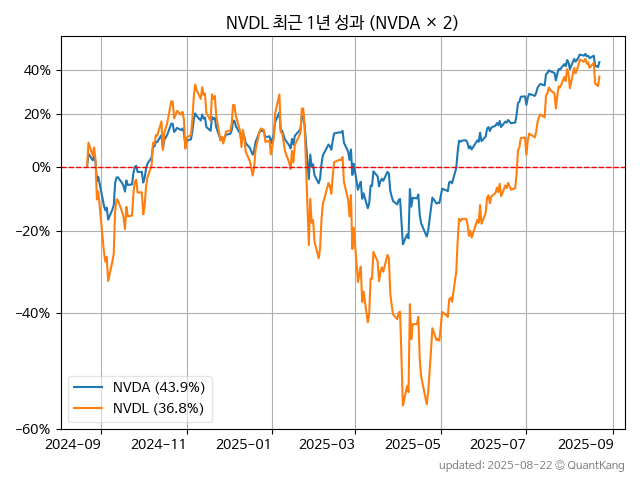 NVDL 최근 1년 성과 (NVDA × 2)
40%
20%
0%
−20%
−40%
−60%
NVDA (43.9%)
NVDL (36.8%)
2024−09 2024−11 2025−01 2025−03 2025−05 2025−07 2025−09
updated: 2025-08-22 © QuantKang